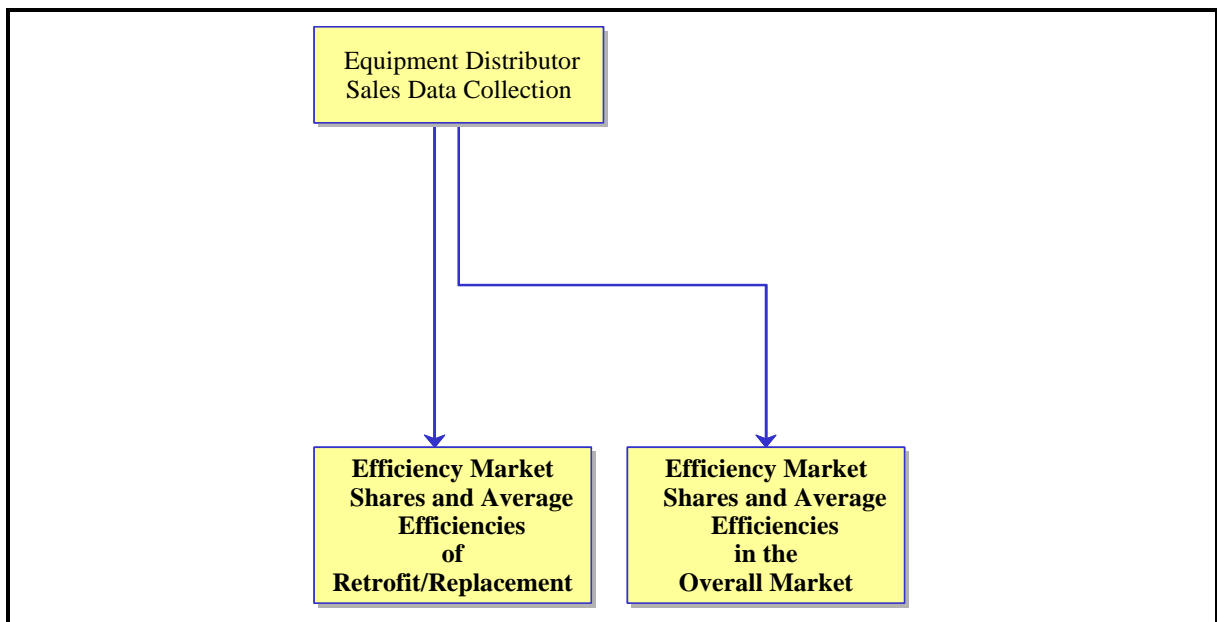 Equipment Distributor
Sales Data Collection
Efficiency Market
Shares and Average
Efficiencies
of
Retrofit/Replacement
Efficiency Market
Shares and Average
Efficiencies
in the
Overall Market